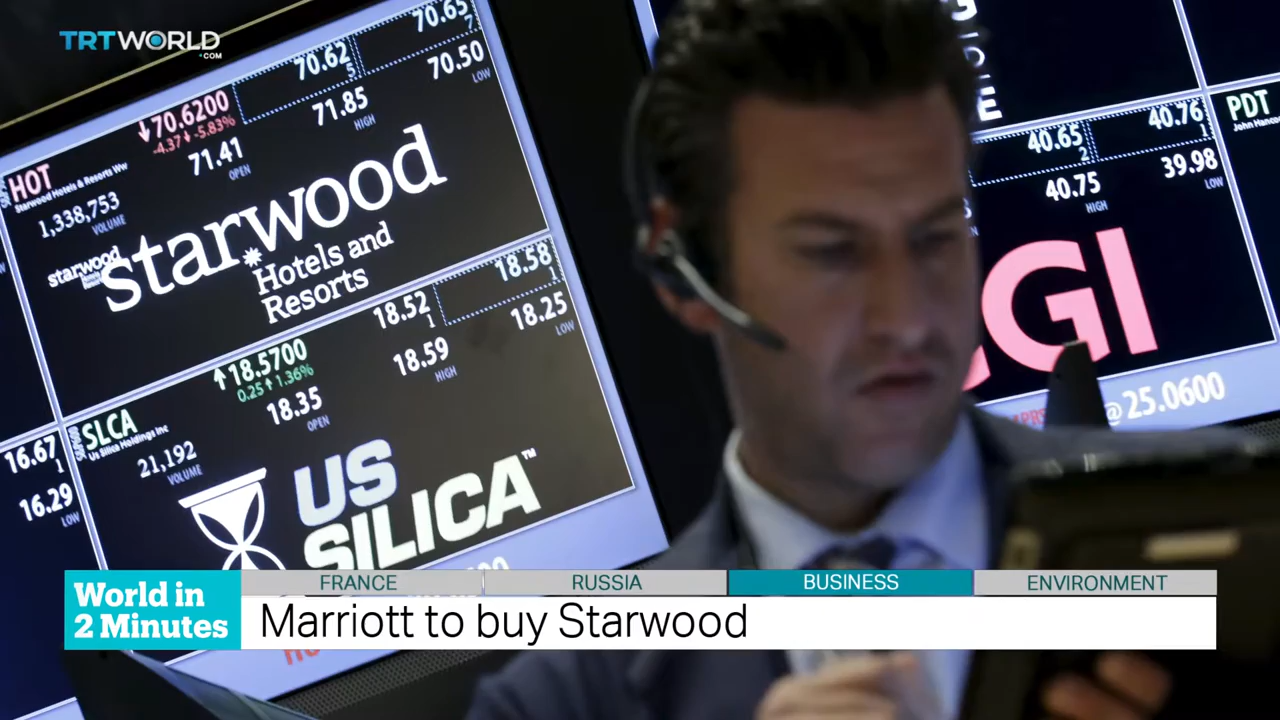 TRT WORLD
.COM
HOT
Starwood Hotels & Resorts Ww
1,338,753
VOLUME
70.6200
-4.37 -5.83%
71.41
OPEN
70.62
5
71.85
HIGH
70.65
7
70.50
LOW
starwood
starwood
Hotels and
Resorts
SLCA
Us Silica Holdings Inc
21,192
VOLUME
18.5700
0.25 1.36%
18.35
OPEN
18.52
1
18.59
HIGH
18.58
1
18.25
LOW
US
SILICA™
16.67
1
16.29
LOW
40.65
2
40.75
HIGH
40.76
1
39.98
LOW
PDT
GI
@25.0600
World in
2 Minutes
FRANCE
RUSSIA
BUSINESS
ENVIRONMENT
Marriott to buy Starwood